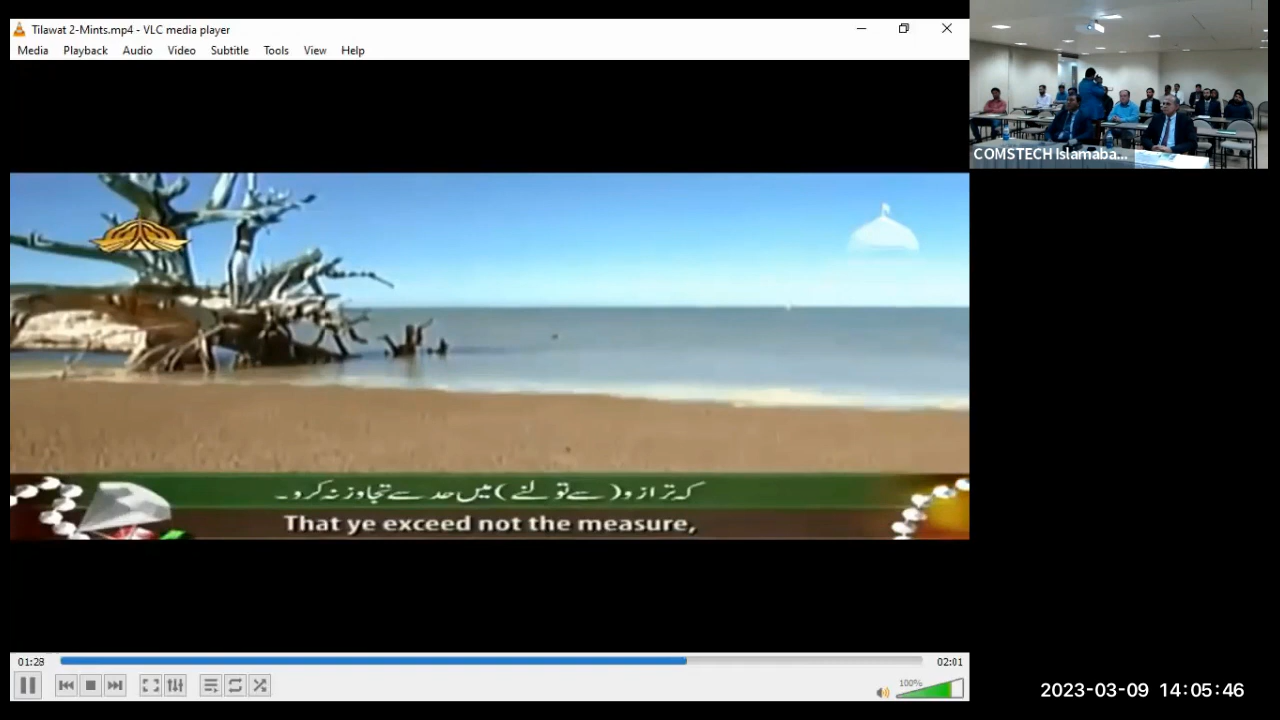 Tilawat 2-Mints.mp4 - VLC media player
Media Playback Audio Video Subtitle Tools View Help
COMSTECH Islamaba...
کہ ترازو (سے تولنے) میں حد سے تجاوز نہ کرو۔
That ye exceed not the measure,
01:28
02:01
100%
2023-03-09 14:05:46